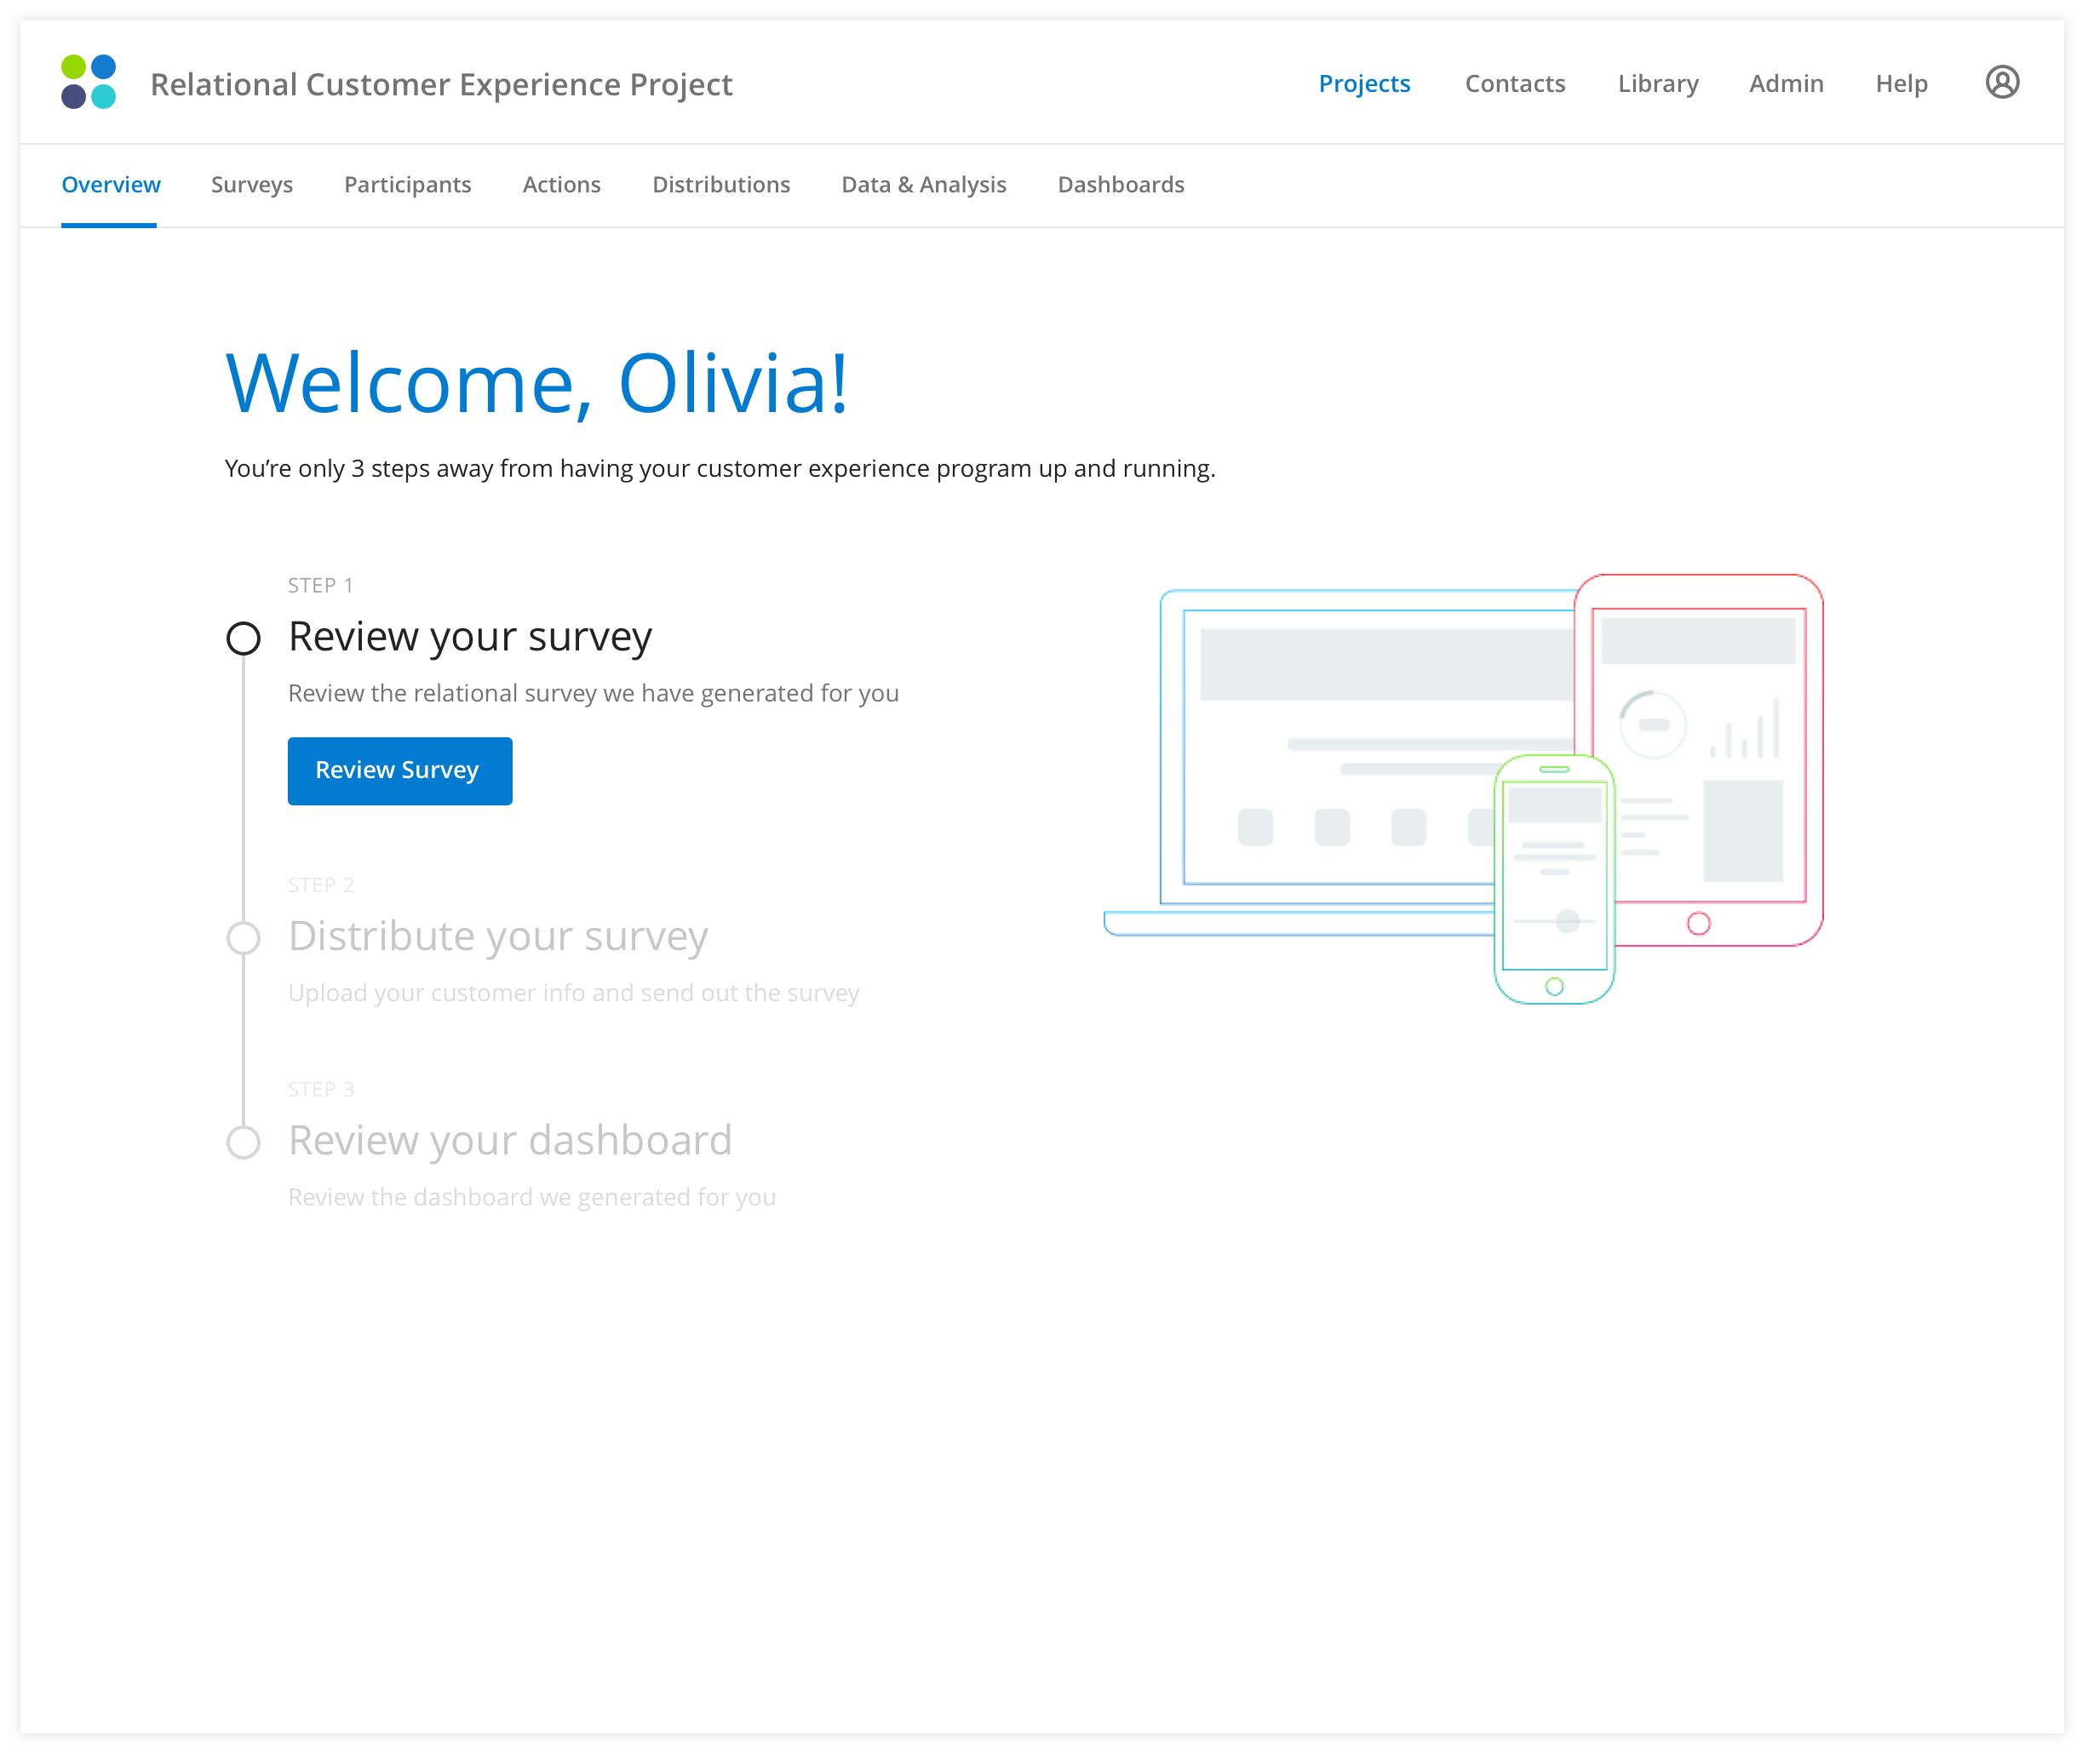 Relational Customer Experience Project
Projects Contacts Library Admin Help
Overview Surveys Participants Actions Distributions Data & Analysis Dashboards
Welcome, Olivia!
You’re only 3 steps away from having your customer experience program up and running.
STEP 1
Review your survey
Review the relational survey we have generated for you
Review Survey
STEP 2
Distribute your survey
Upload your customer info and send out the survey
STEP 3
Review your dashboard
Review the dashboard we generated for you